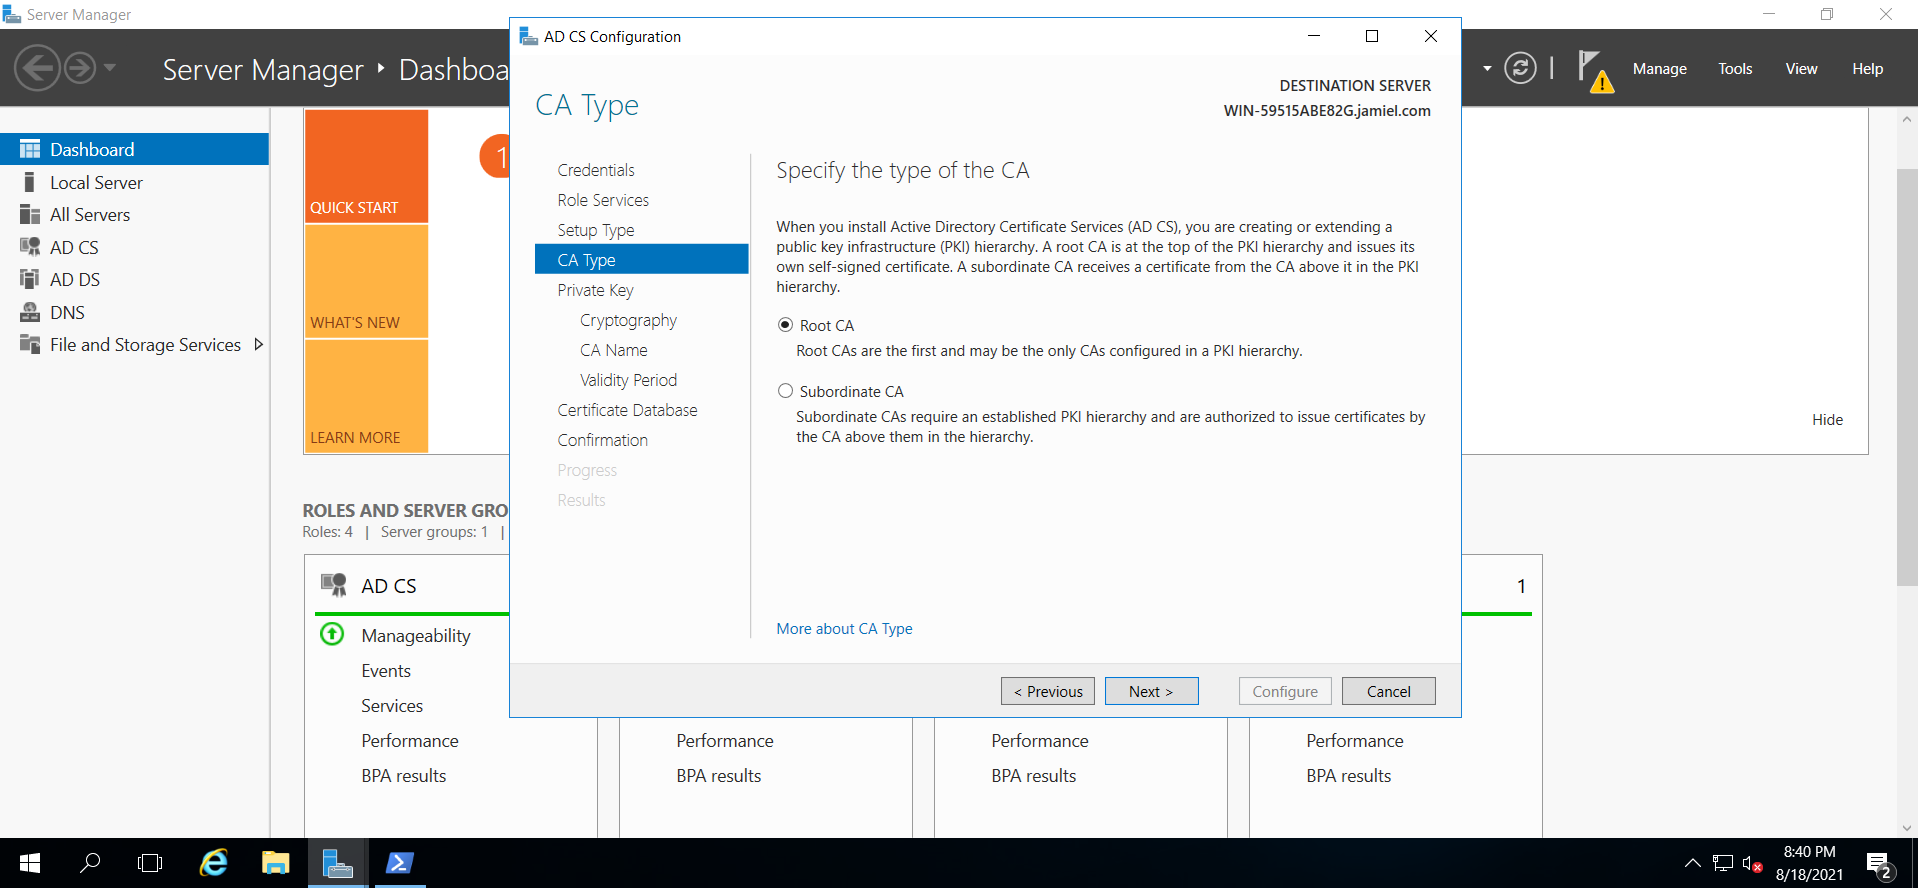 Server Manager
Server Manager ‣ Dashboa
Manage
Tools
View
Help
Dashboard
Local Server
All Servers
AD CS
AD DS
DNS
File and Storage Services
QUICK START
WHAT'S NEW
LEARN MORE
1
Hide
ROLES AND SERVER GRO
Roles: 4 | Server groups: 1 |
AD CS
Manageability
Events
Services
Performance
BPA results
Performance
BPA results
Performance
BPA results
1
Performance
BPA results
AD CS Configuration
CA Type
DESTINATION SERVER
WIN-59515ABE82G.jamiel.com
Credentials
Role Services
Setup Type
CA Type
Private Key
Cryptography
CA Name
Validity Period
Certificate Database
Confirmation
Progress
Results
Specify the type of the CA
When you install Active Directory Certificate Services (AD CS), you are creating or extending a
public key infrastructure (PKI) hierarchy. A root CA is at the top of the PKI hierarchy and issues its
own self-signed certificate. A subordinate CA receives a certificate from the CA above it in the PKI
hierarchy.
Root CA
Root CAs are the first and may be the only CAs configured in a PKI hierarchy.
Subordinate CA
Subordinate CAs require an established PKI hierarchy and are authorized to issue certificates by
the CA above them in the hierarchy.
More about CA Type
< Previous
Next >
Configure
Cancel
8:40 PM
8/18/2021
2